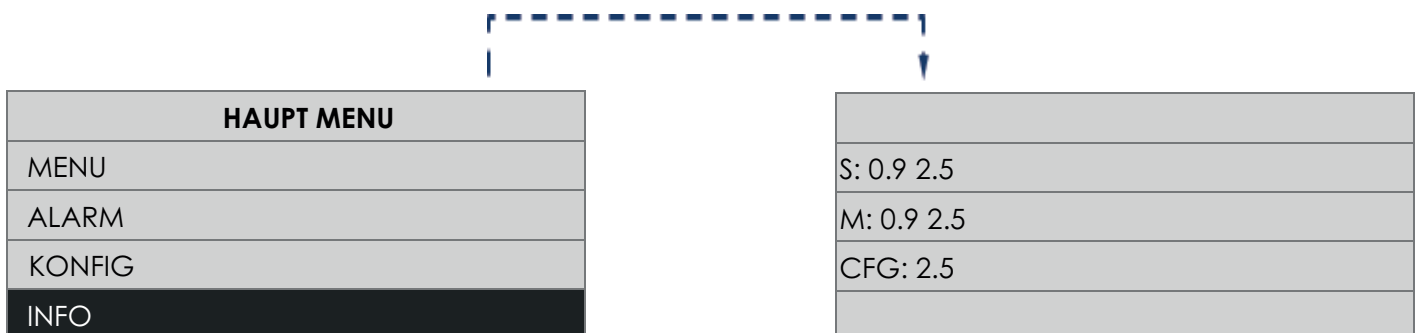 HAUPT MENU
MENU
ALARM
KONFIG
INFO
S: 0.9 2.5
M: 0.9 2.5
CFG: 2.5